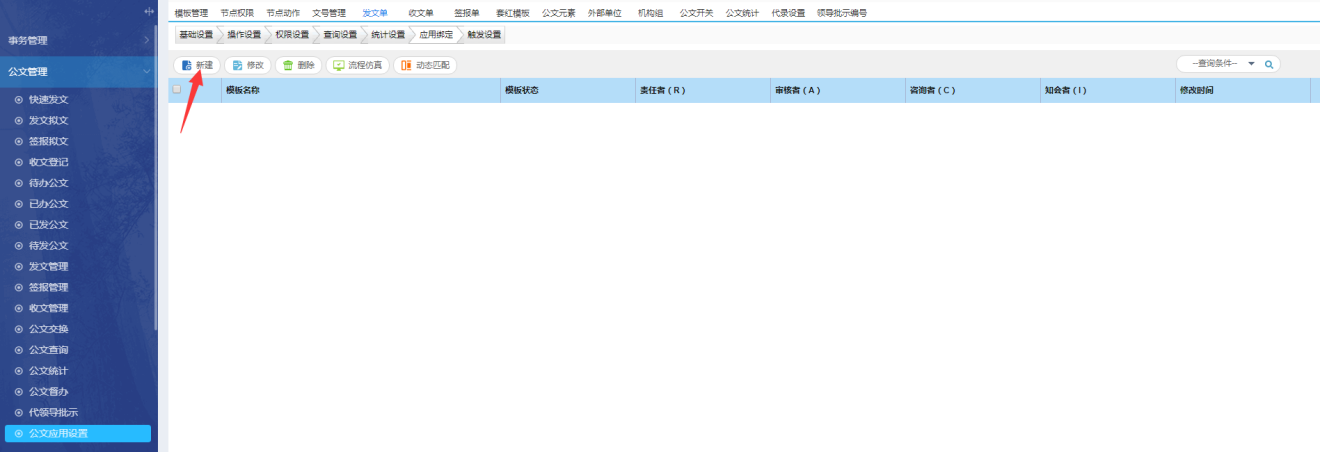 模板管理 节点权限 节点动作 文号管理 发文单 收文单 签报单 套红模板 公文元素 外部单位 机构组 公文开关 公文统计 代录设置 领导批示编号
基础设置 操作设置 权限设置 查询设置 统计设置 应用绑定 触发设置
新建 修改 删除 流程仿真 动态匹配 --查询条件--
模板名称 模板状态 责任者(R) 审核者(A) 咨询者(C) 知会者(I) 修改时间
事务管理
公文管理
快速发文
发文拟文
签报拟文
收文登记
待办公文
已办公文
已发公文
待发公文
发文管理
签报管理
收文管理
公文交换
公文查询
公文统计
公文督办
代领导批示
公文应用设置